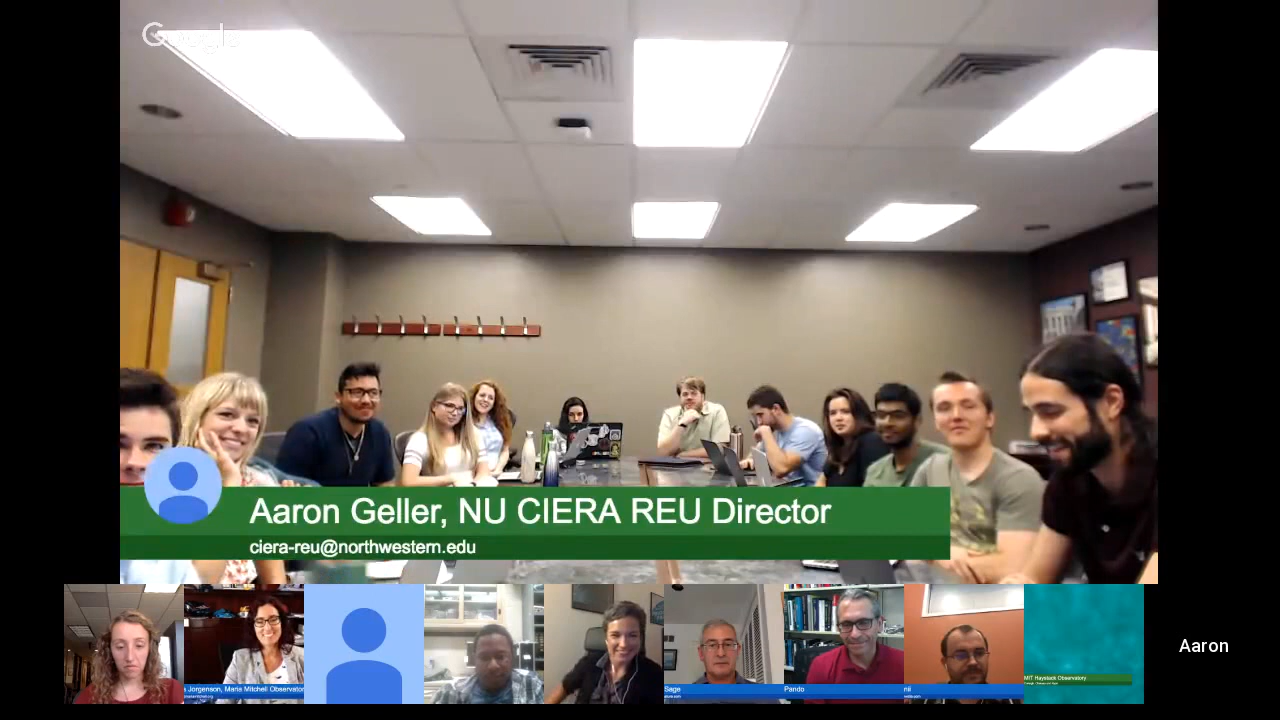 Google
Aaron Geller, NU CIERA REU Director
ciera-reu@northwestern.edu
Jorgenson, Maria Mitchell Observator
Sage
Pando
MIT Haystack Observatory
Aaron